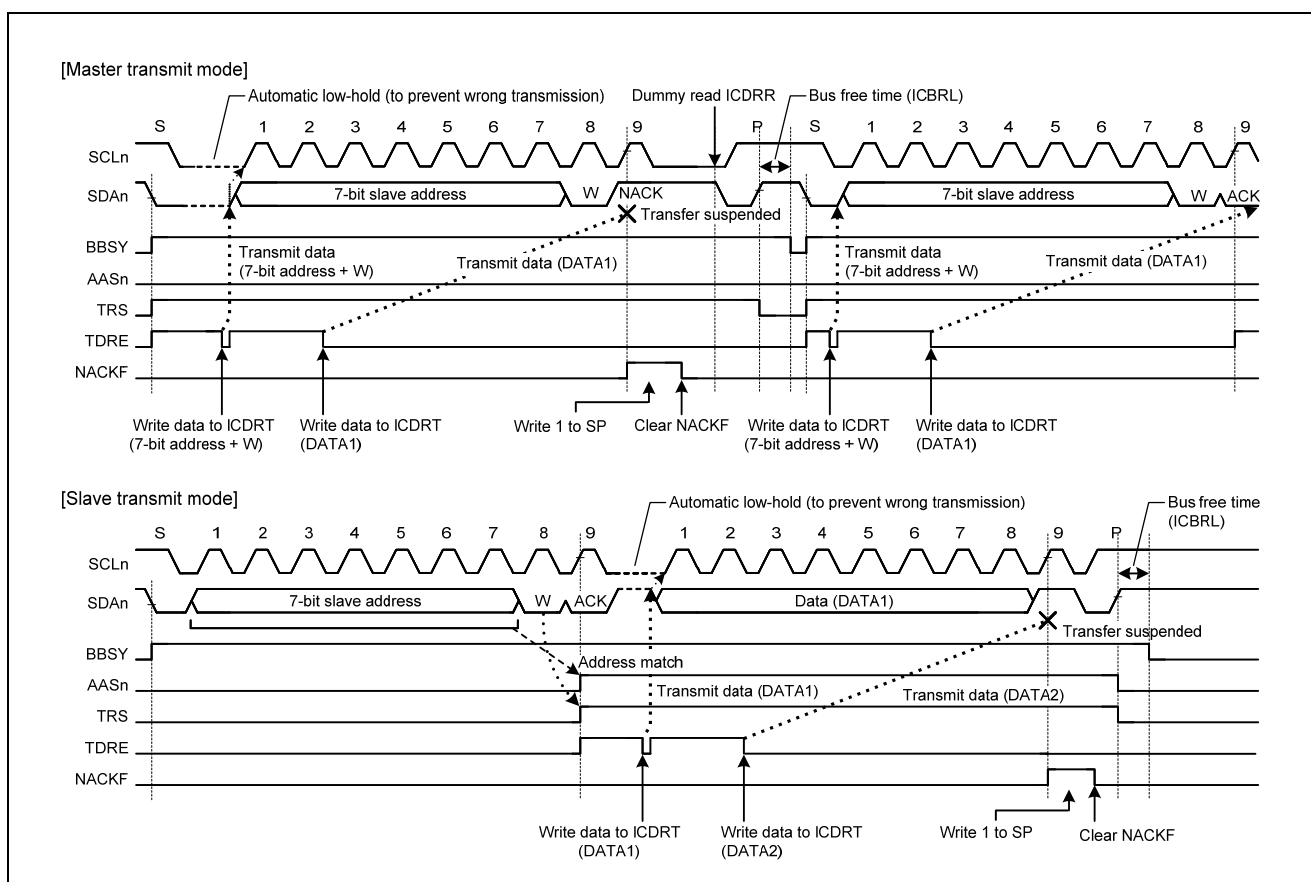 [Master transmit mode]
Automatic low-hold (to prevent wrong transmission)
Dummy read ICDRR
Bus free time (ICBRL)
S 1 2 3 4 5 6 7 8 9 P S 1 2 3 4 5 6 7 8 9
SCLn
SDAn 7-bit slave address W NACK 7-bit slave address W ACK
Transfer suspended
BBSY
Transmit data
(7-bit address + W)
Transmit data (DATA1)
Transmit data
(7-bit address + W)
Transmit data (DATA1)
AASn
TRS
TDRE
NACKF
Write data to ICDRT
(7-bit address + W)
Write data to ICDRT
(DATA1)
Write 1 to SP
Clear NACKF
Write data to ICDRT
(7-bit address + W)
Write data to ICDRT
(DATA1)
[Slave transmit mode]
Automatic low-hold (to prevent wrong transmission)
Bus free time
(ICBRL)
S 1 2 3 4 5 6 7 8 9 1 2 3 4 5 6 7 8 9 P
SCLn
SDAn 7-bit slave address W ACK Data (DATA1)
Transfer suspended
BBSY
Address match
AASn
Transmit data (DATA1)
Transmit data (DATA2)
TRS
TDRE
NACKF
Write data to ICDRT
(DATA1)
Write data to ICDRT
(DATA2)
Write 1 to SP
Clear NACKF